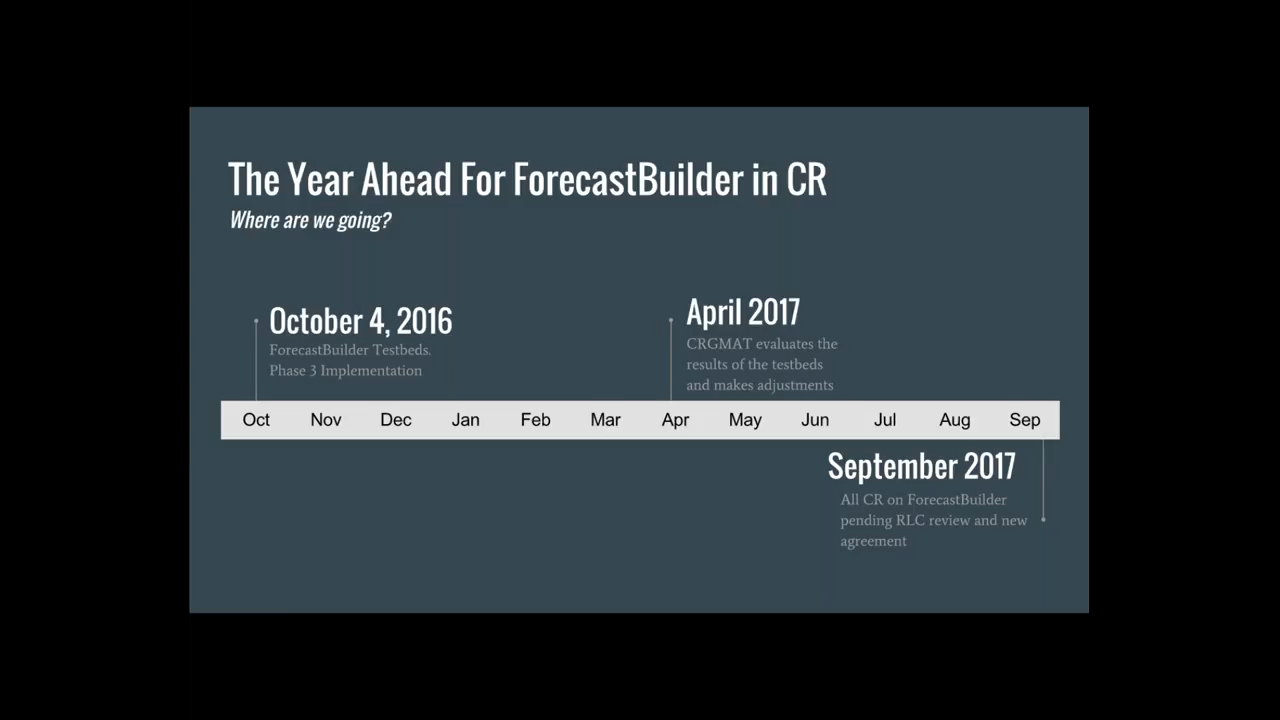 The Year Ahead For ForecastBuilder in CR
Where are we going?
October 4, 2016
ForecastBuilder Testbeds.
Phase 3 Implementation
April 2017
CRGMAT evaluates the
results of the testbeds
and makes adjustments
Oct Nov Dec Jan Feb Mar Apr May Jun Jul Aug Sep
September 2017
All CR on ForecastBuilder
pending RLC review and new
agreement